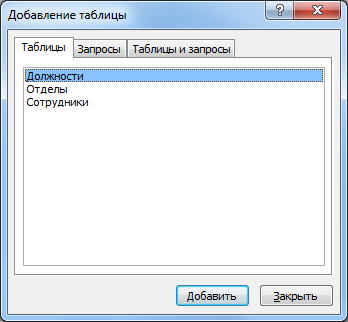 Добавление таблицы
?
Таблицы Запросы Таблицы и запросы
Должности
Отделы
Сотрудники
Добавить Закрыть